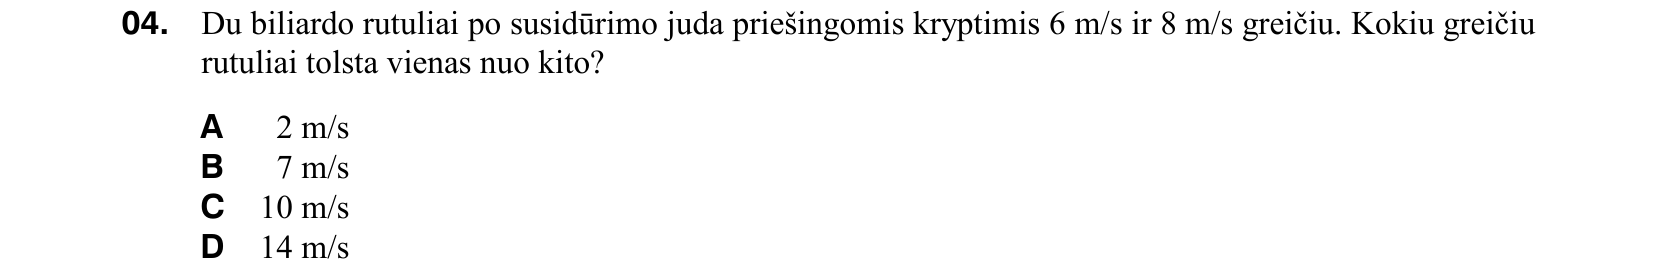 04. Du biliardo rutuliai po susidūrimo juda priešingomis kryptimis 6 m/s ir 8 m/s greičiu. Kokiu greičiu
rutuliai tolsta vienas nuo kito?
A 2 m/s
B 7 m/s
C 10 m/s
D 14 m/s